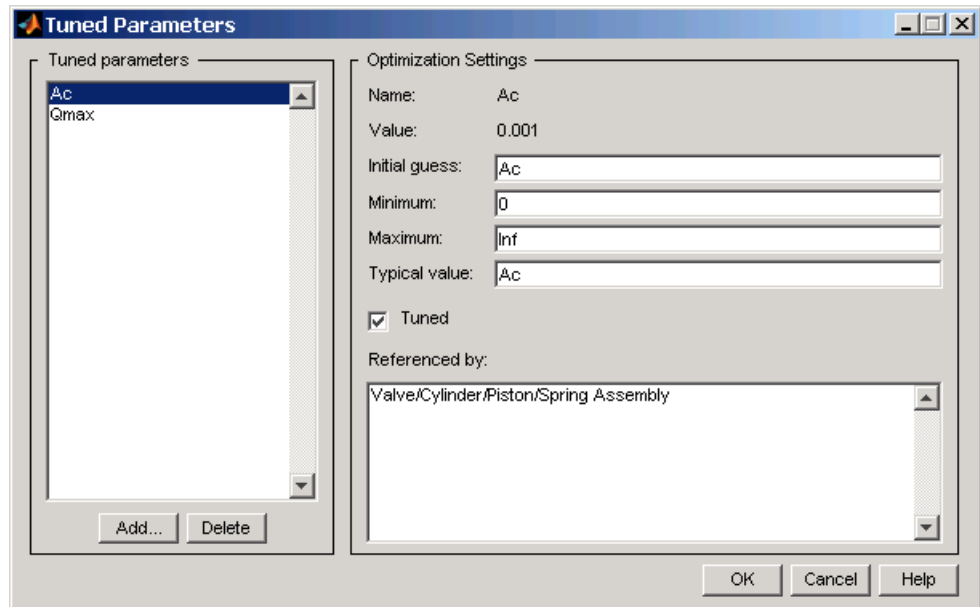 Tuned Parameters
Tuned parameters
Ac
Qmax
Add...
Delete
Optimization Settings
Name: Ac
Value: 0.001
Initial guess: Ac
Minimum: 0
Maximum: Inf
Typical value: Ac
Tuned
Referenced by:
Valve/Cylinder/Piston/Spring Assembly
OK
Cancel
Help